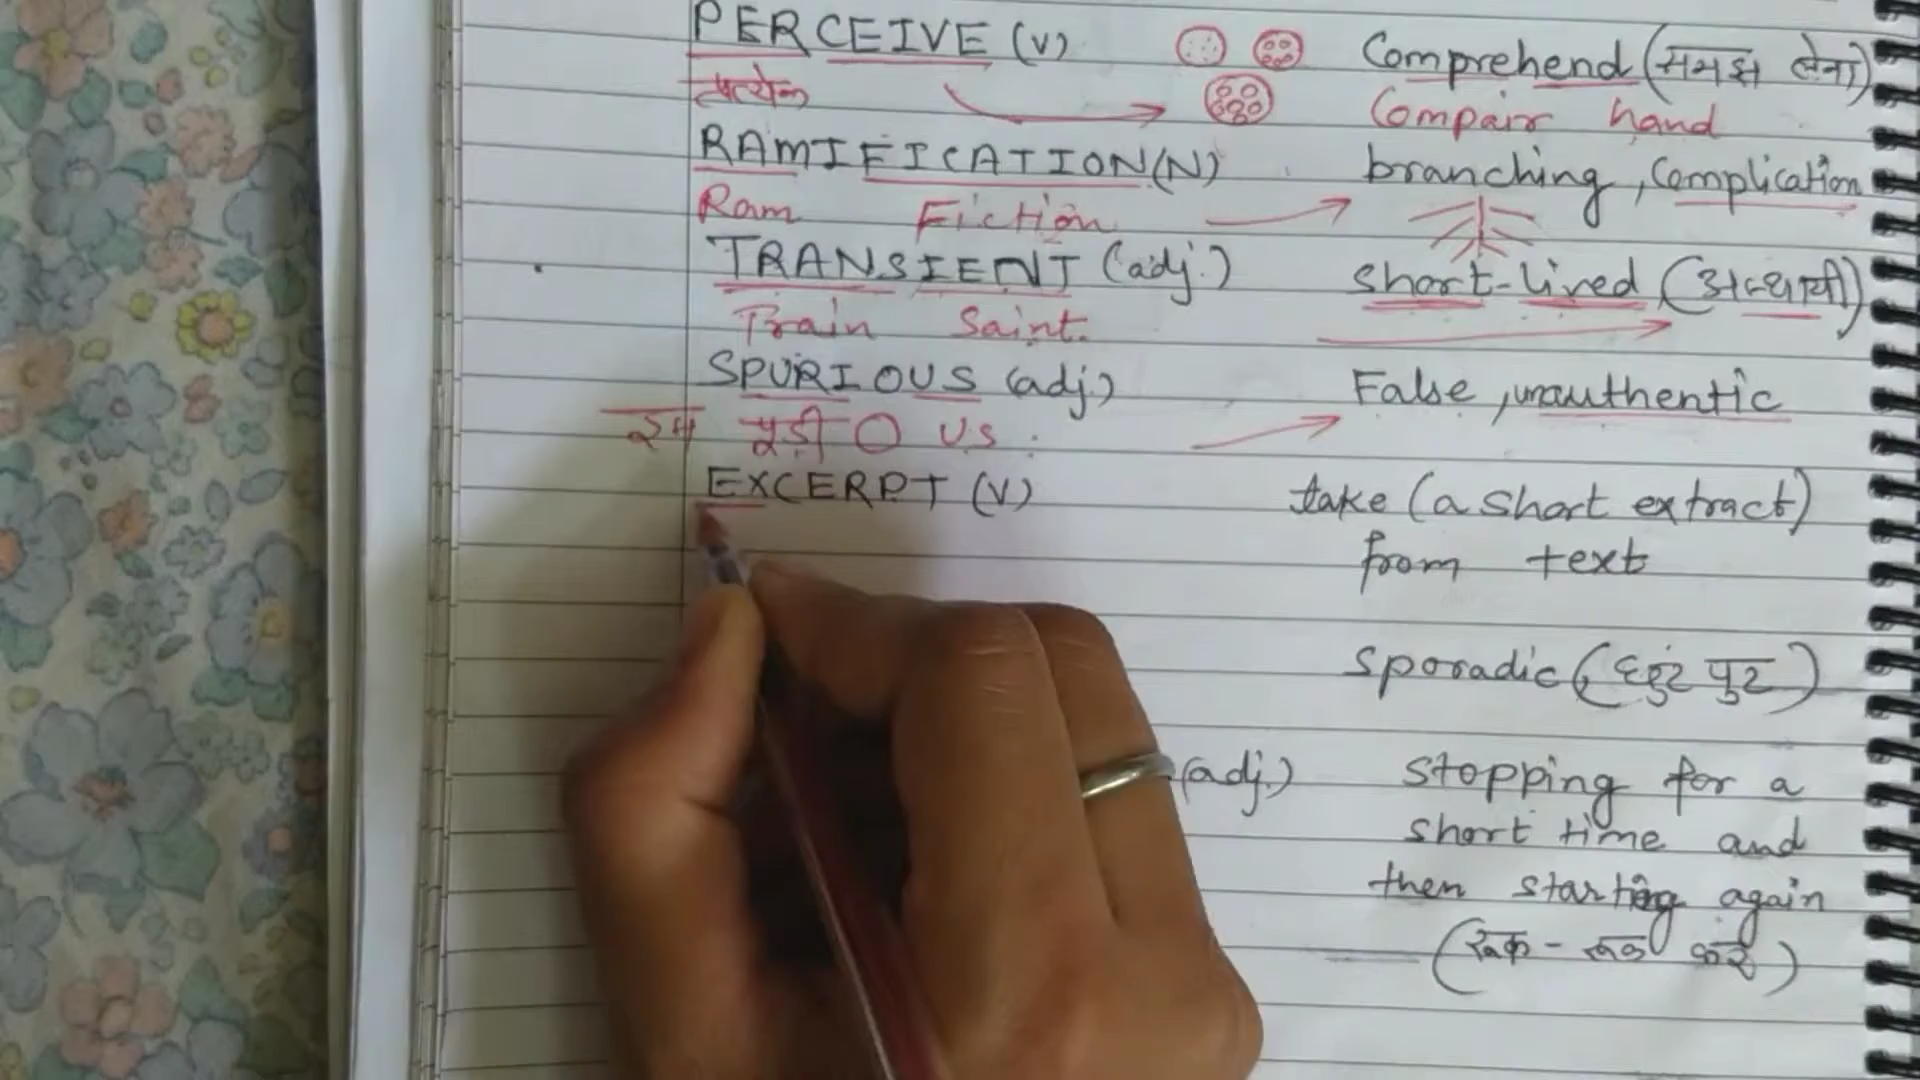 PERCEIVE (V) Comprehend (समझ लेना)
प्रत्येक Compair hand
RAMIFICATION(N) branching, Complication
Ram Fiction
TRANSIENT (adj.) short-lived (अस्थायी)
Train Saint.
SPURIOUS (adj.) False, unauthentic
पूड़ी O US
EXCERPT (V) take (a short extract)
from text
sporadic (छुट पुट)
(adj.) stopping for a
short time and
then starting again
(रुक - रुक कर)